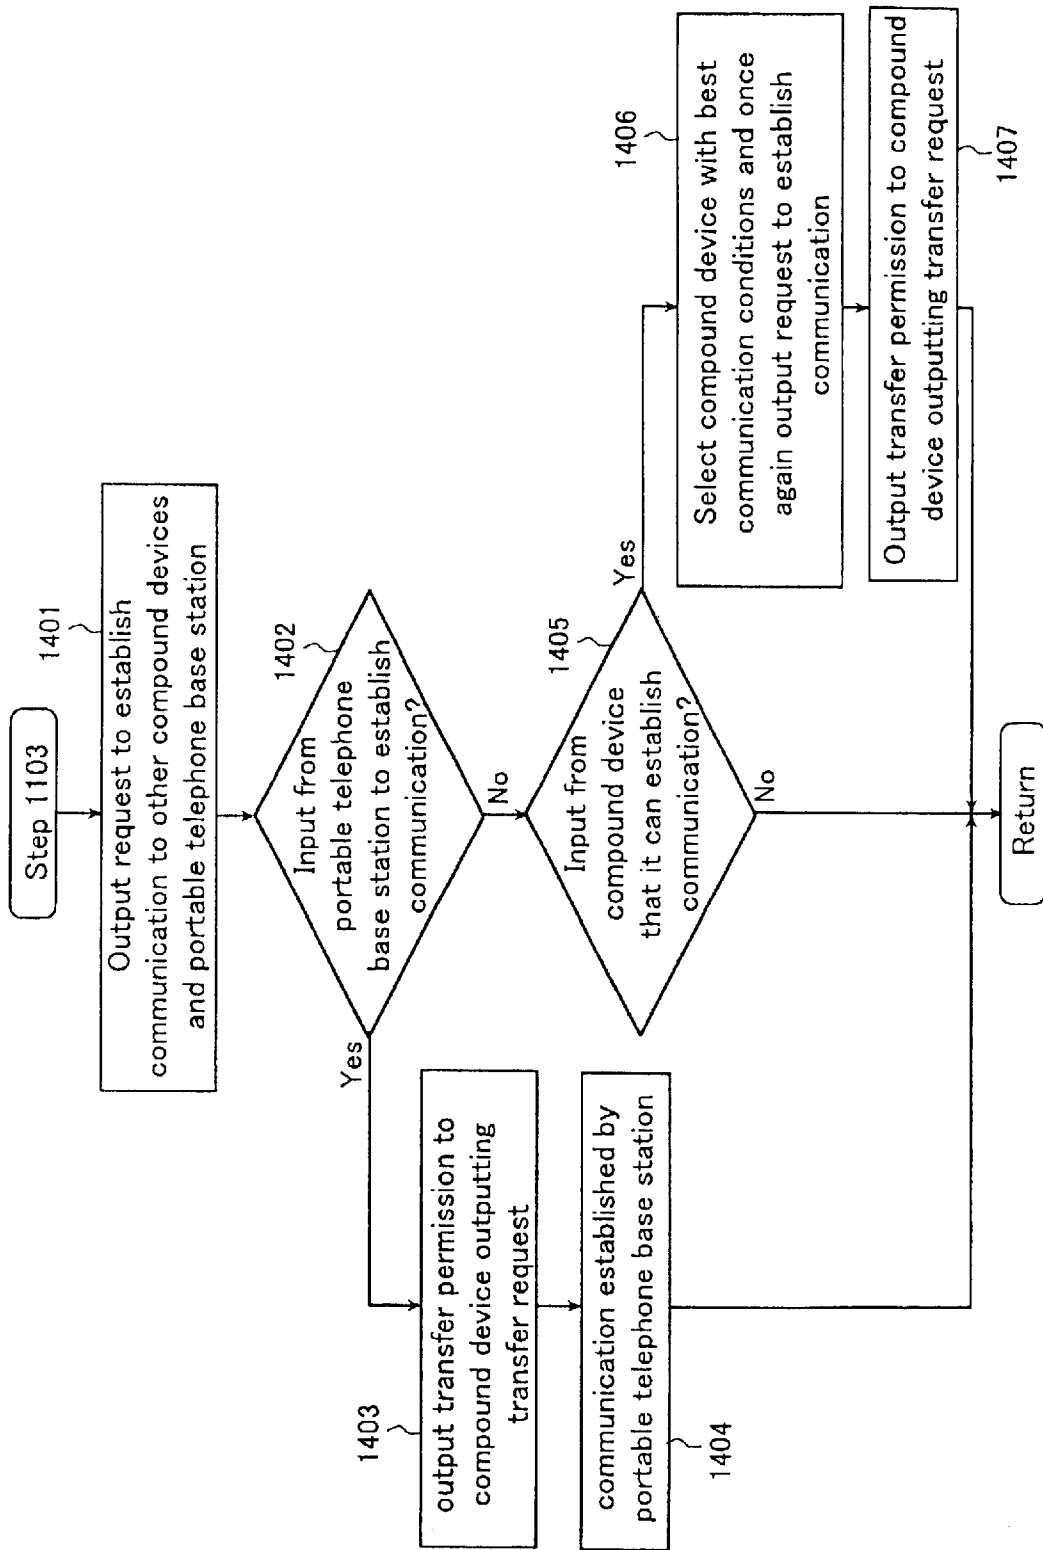 Step 1103
1401
Output request to establish
communication to other compound devices
and portable telephone base station
1402
Input from
portable telephone
base station to establish
communication?
Yes
No
1403
output transfer permission to
compound device outputting
transfer request
1404
communication established by
portable telephone base station
1405
Input from
compound device
that it can establish
communication?
Yes
No
1406
Select compound device with best
communication conditions and once
again output request to establish
communication
1407
Output transfer permission to compound
device outputting transfer request
Return